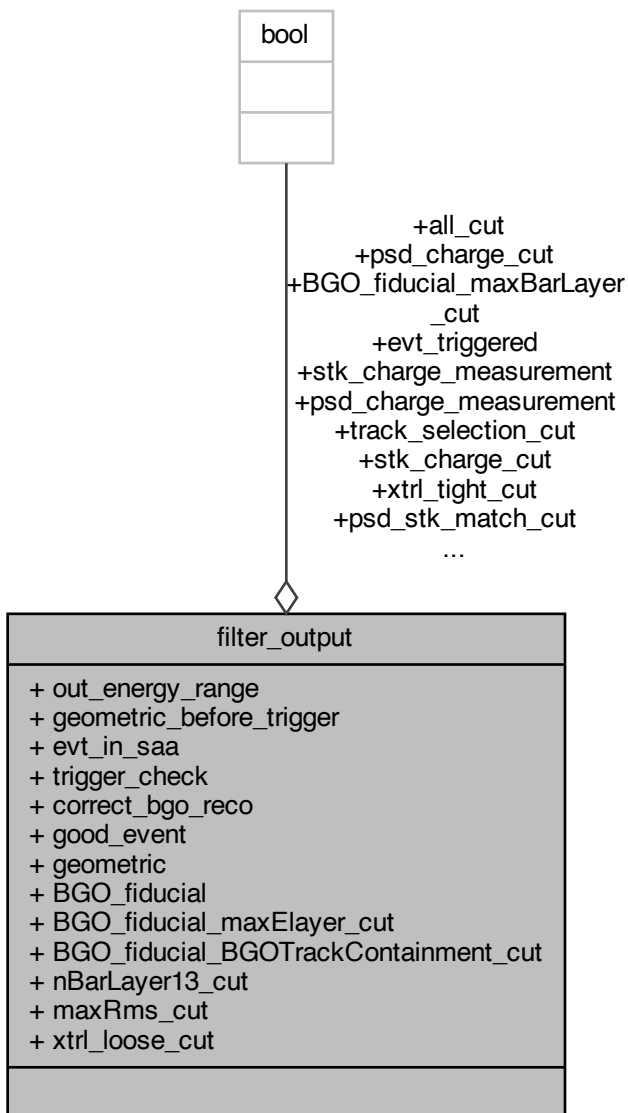 bool
+all_cut
+psd_charge_cut
+BGO_fiducial_maxBarLayer
_cut
+evt_triggered
+stk_charge_measurement
+psd_charge_measurement
+track_selection_cut
+stk_charge_cut
+xtrl_tight_cut
+psd_stk_match_cut
...
filter_output
+ out_energy_range
+ geometric_before_trigger
+ evt_in_saa
+ trigger_check
+ correct_bgo_reco
+ good_event
+ geometric
+ BGO_fiducial
+ BGO_fiducial_maxElayer_cut
+ BGO_fiducial_BGOTrackContainment_cut
+ nBarLayer13_cut
+ maxRms_cut
+ xtrl_loose_cut